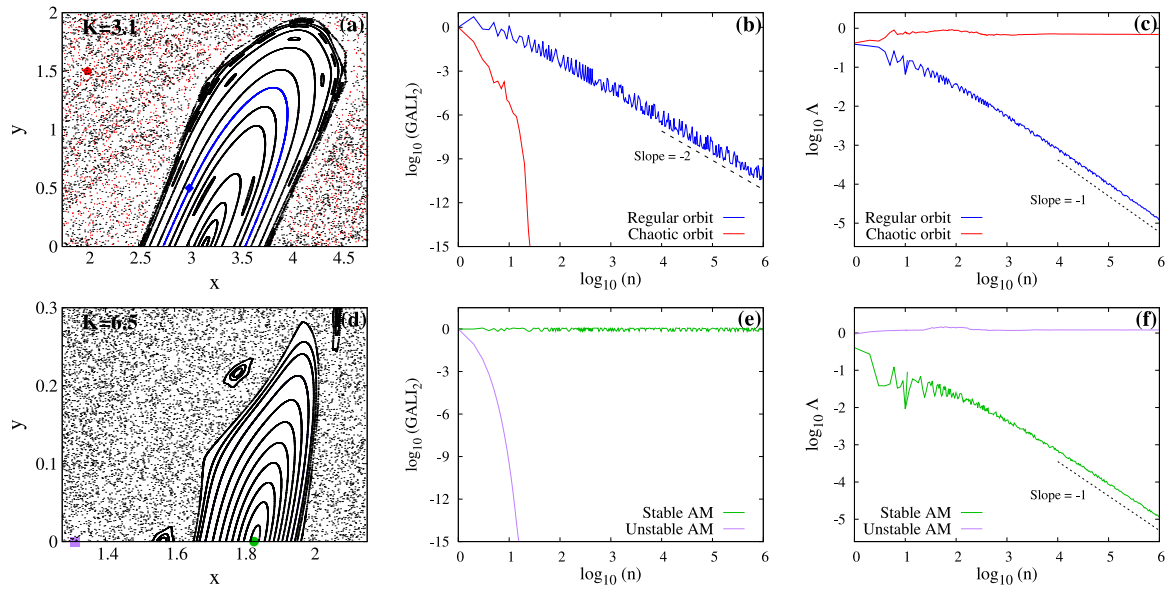 K=3.1
(a)
2
1.5
1
0.5
0
y
2
2.5
3
3.5
4
4.5
x
(b)
0
-3
-6
-9
-12
-15
log10 (GALI2)
Slope = -2
Regular orbit
Chaotic orbit
0
1
2
3
4
5
6
log10 (n)
(c)
0
-1
-2
-3
-4
-5
log10 Λ
Slope = -1
Regular orbit
Chaotic orbit
0
1
2
3
4
5
6
log10 (n)
K=6.5
(d)
0.3
0.2
0.1
0
y
1.4
1.6
1.8
2
x
(e)
0
-3
-6
-9
-12
-15
log10 (GALI2)
Stable AM
Unstable AM
0
1
2
3
4
5
6
log10 (n)
(f)
0
-1
-2
-3
-4
-5
log10 Λ
Slope = -1
Stable AM
Unstable AM
0
1
2
3
4
5
6
log10 (n)